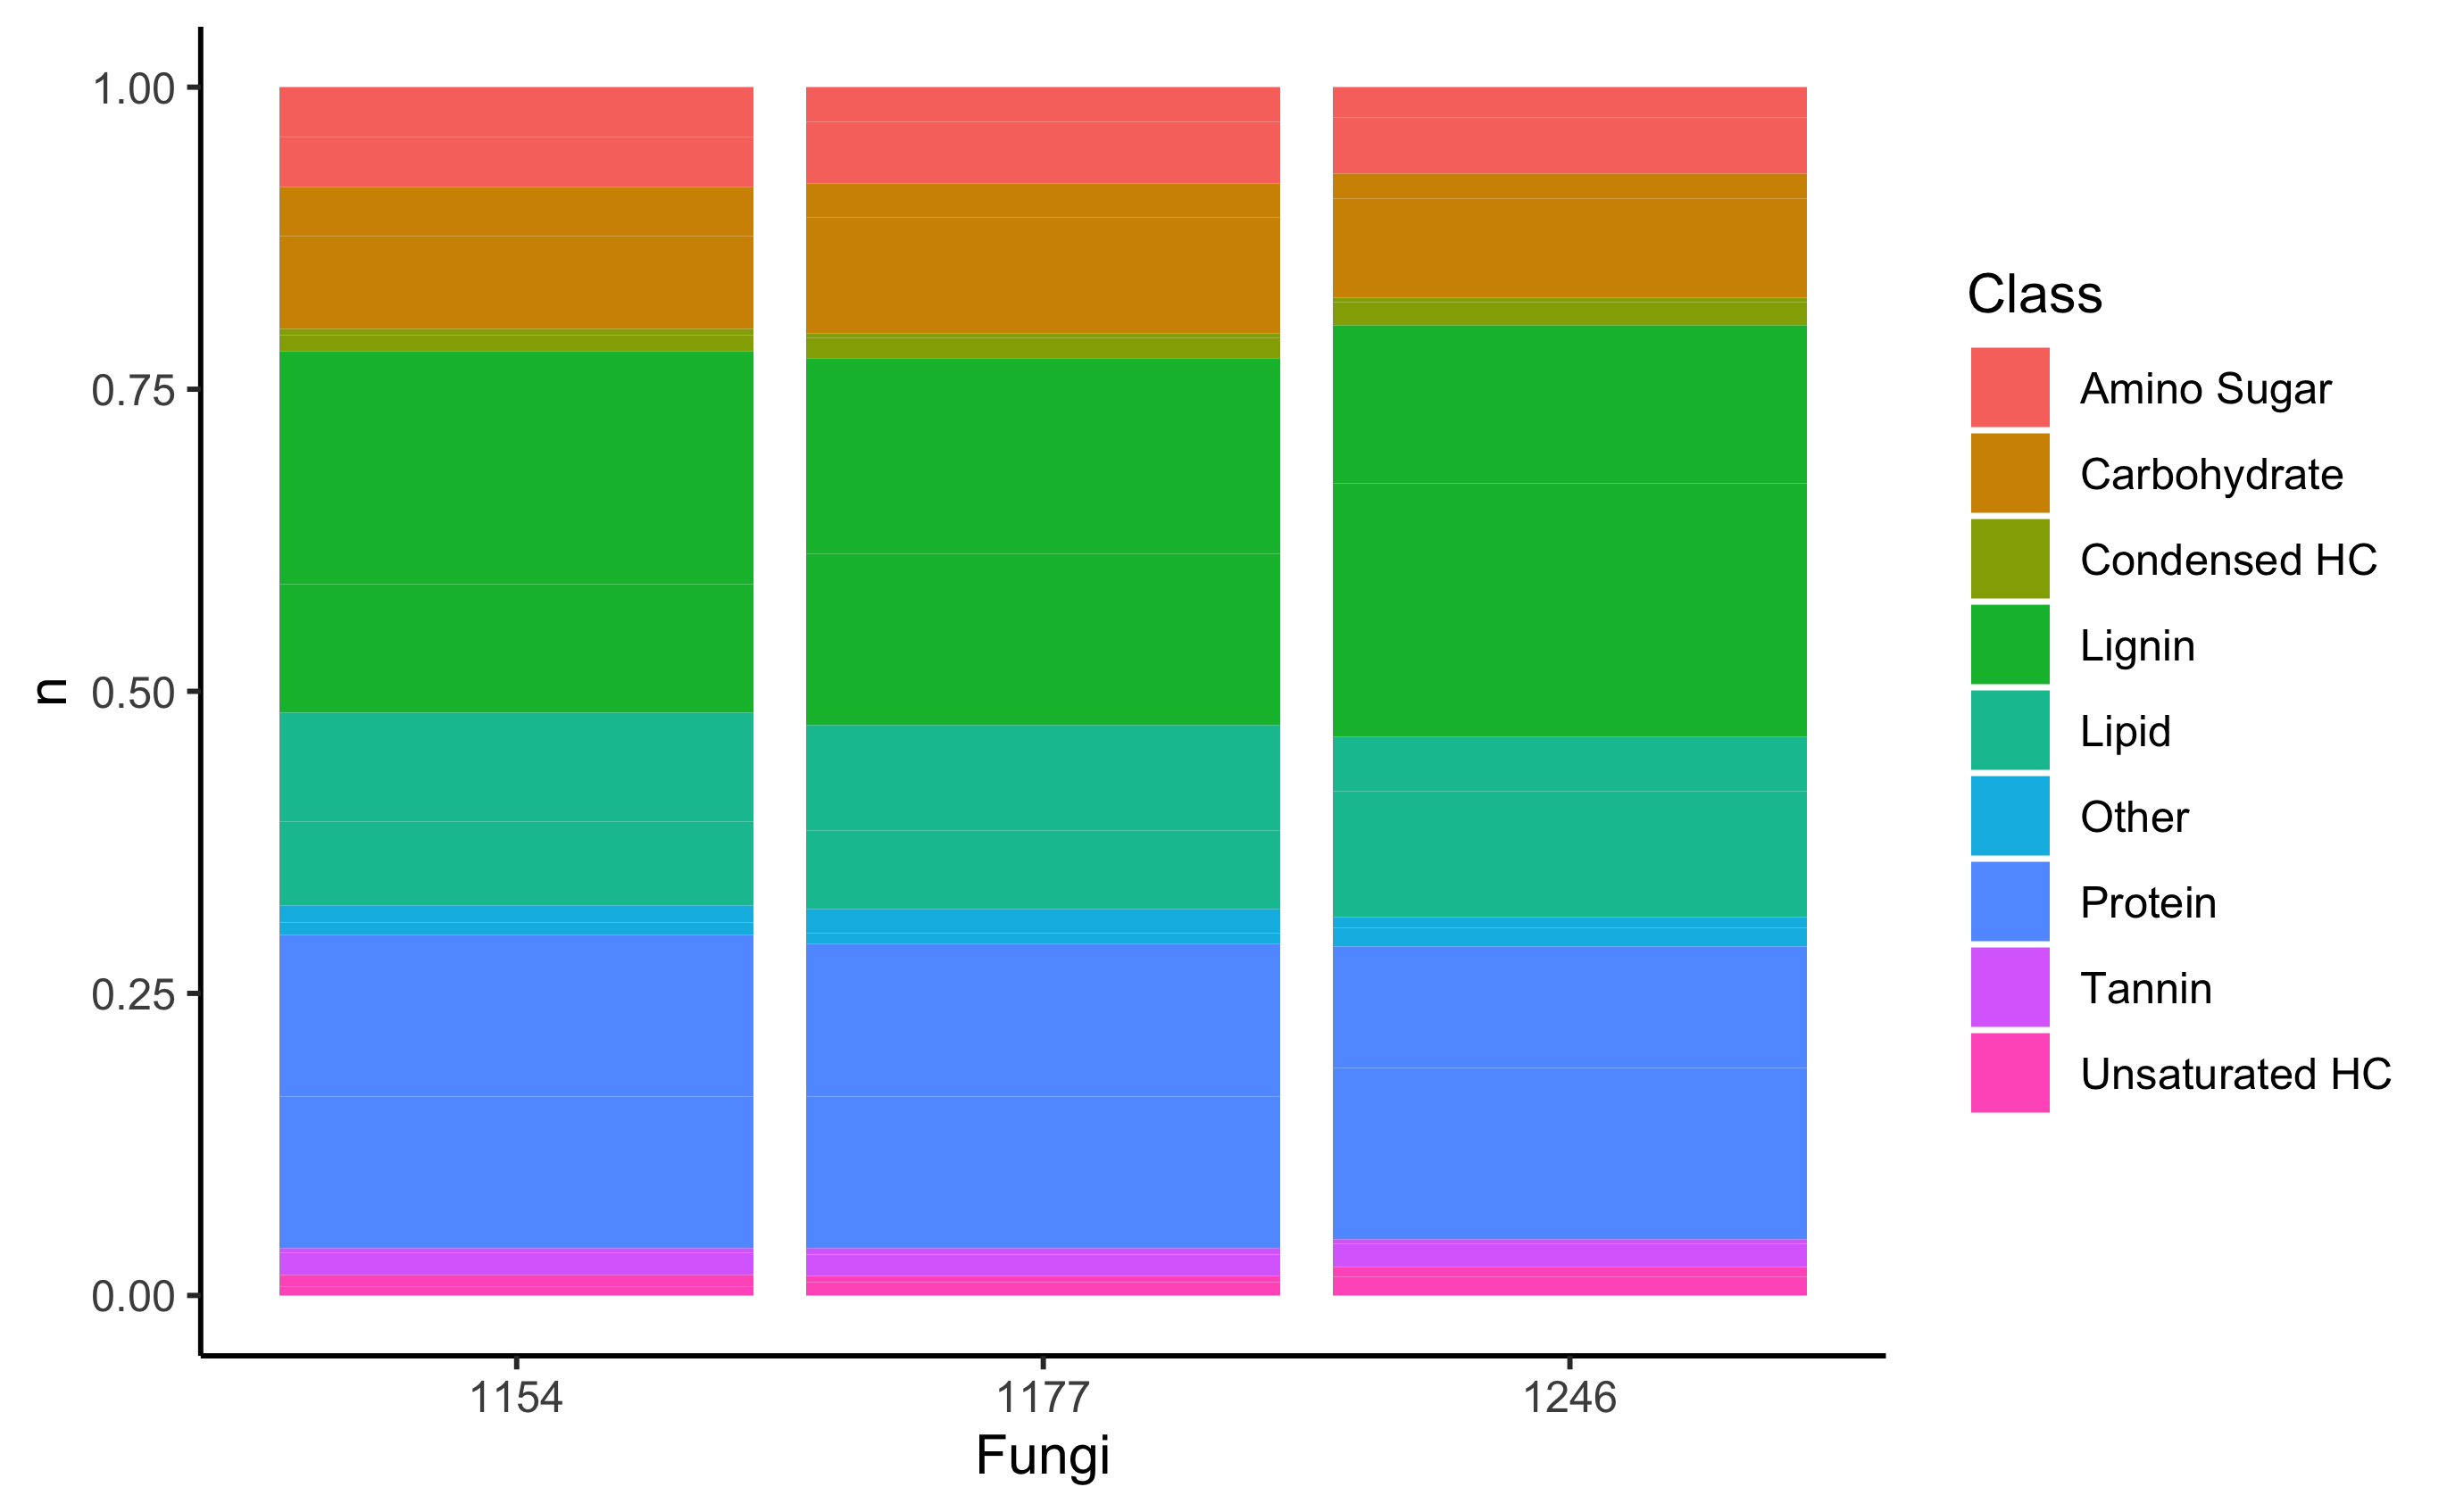 1.00
0.75
0.50
0.25
0.00
n
1154
1177
1246
Fungi
Class
Amino Sugar
Carbohydrate
Condensed HC
Lignin
Lipid
Other
Protein
Tannin
Unsaturated HC